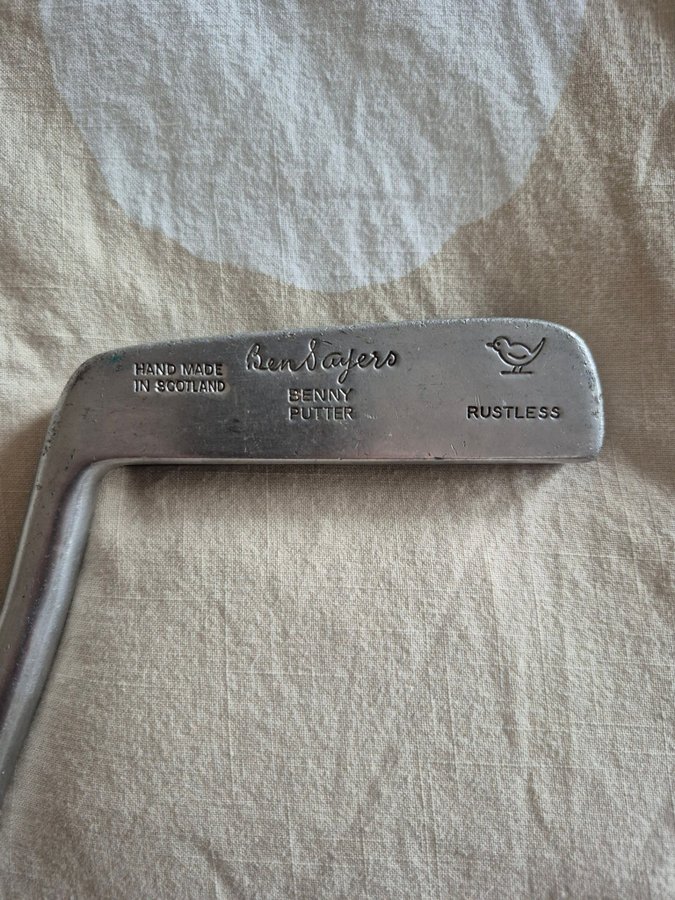 HAND MADE
IN SCOTLAND
Ben Sayers
BENNY
PUTTER
RUSTLESS